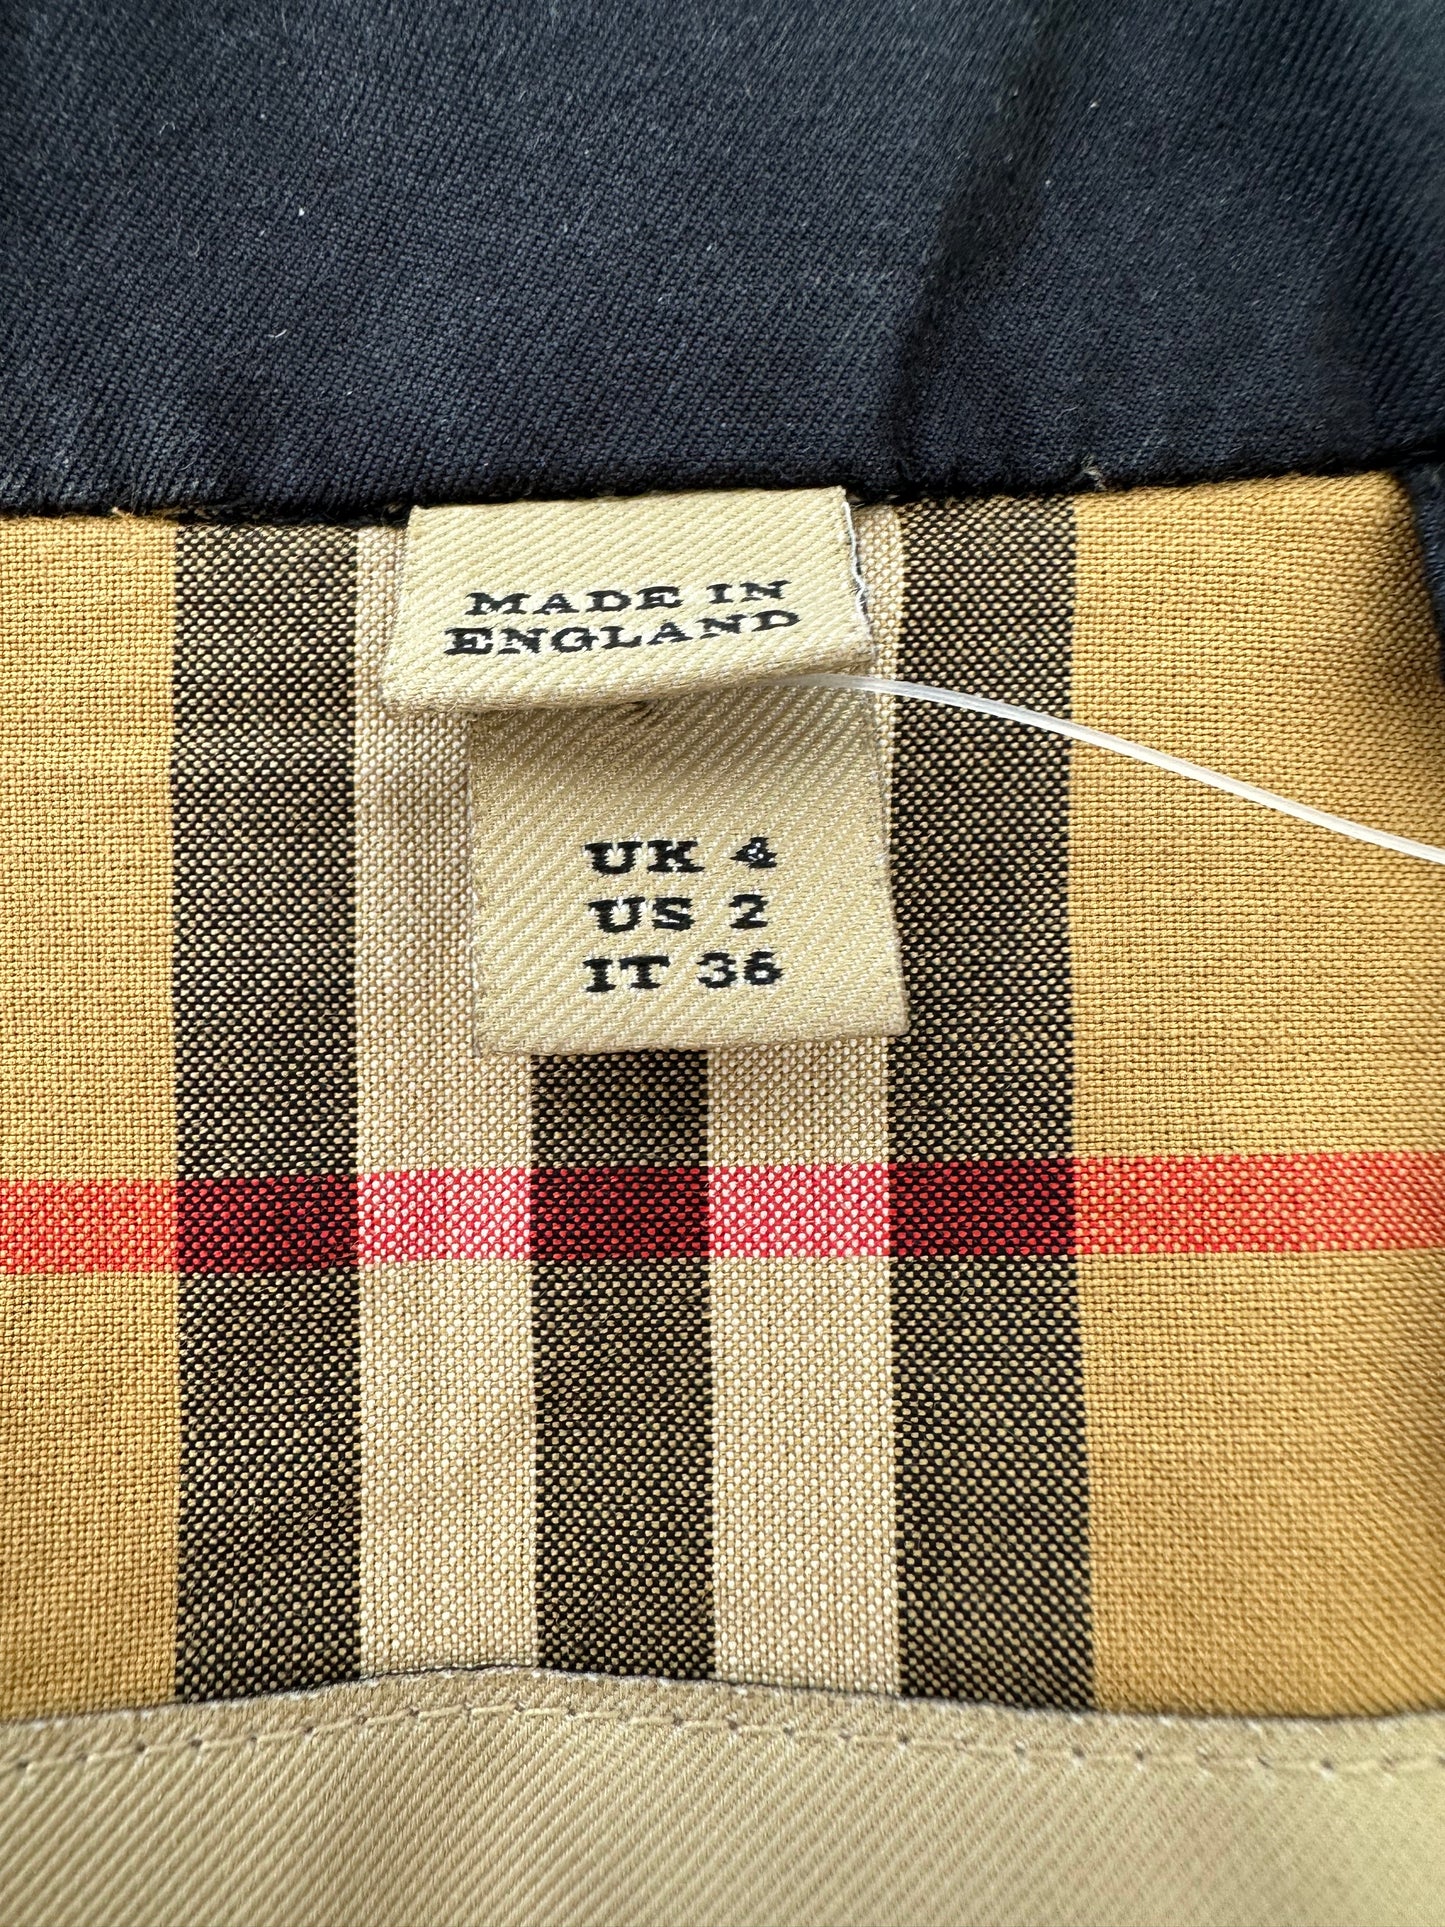 MADE IN
ENGLAND
UK 4
US 2
IT 36